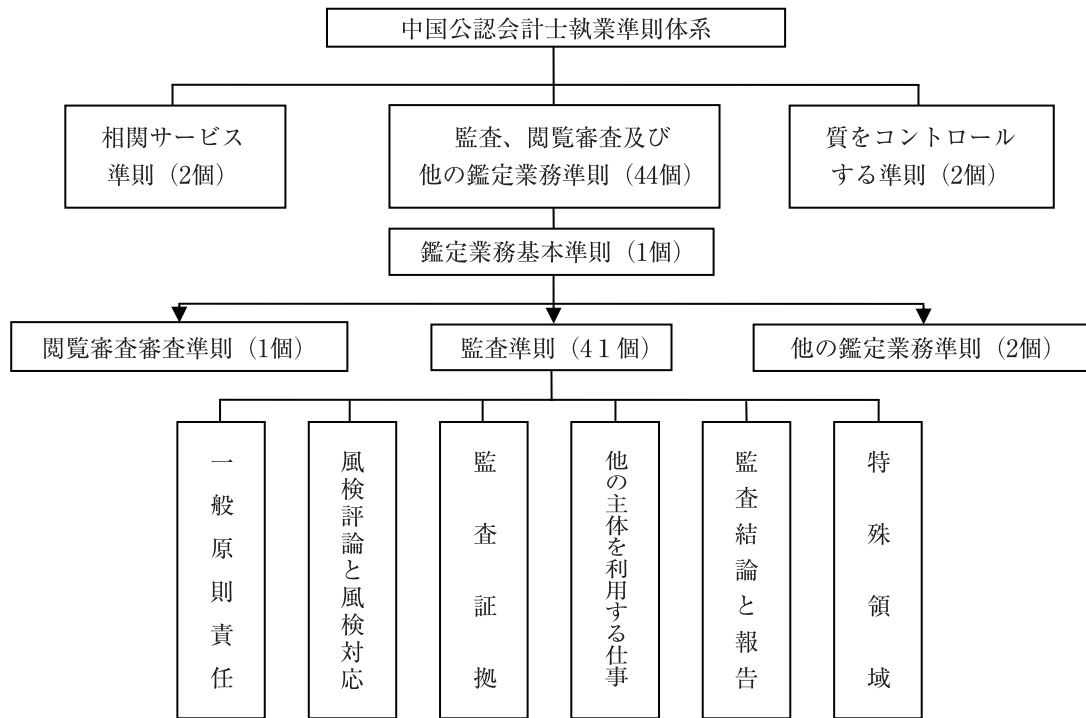 中国公認会計士執業準則体系
相関サービス
準則（2個）
監査、閲覧審査及び
他の鑑定業務準則（44個）
質をコントロール
する準則（2個）
鑑定業務基本準則（1個）
閲覧審査審査準則（1個）
監査準則（41個）
他の鑑定業務準則（2個）
一般原則責任
風検評論と風検対応
監査証拠
他の主体を利用する仕事
監査結論と報告
特殊領域